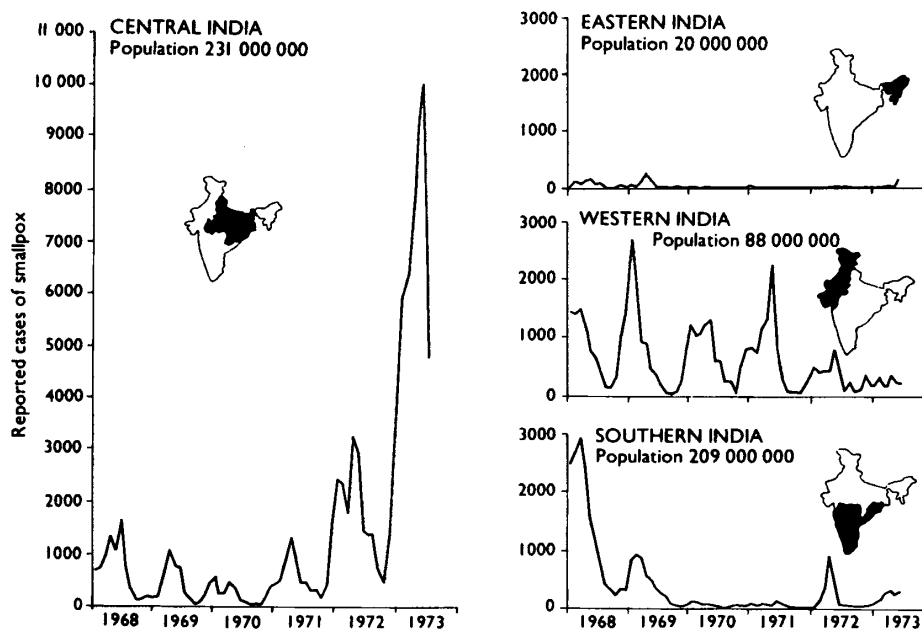 CENTRAL INDIA
Population 231 000 000
Reported cases of smallpox
11 000
10 000
9000
8000
7000
6000
5000
4000
3000
2000
1000
0
1968 1969 1970 1971 1972 1973
EASTERN INDIA
Population 20 000 000
3000
2000
1000
0
WESTERN INDIA
Population 88 000 000
3000
2000
1000
0
SOUTHERN INDIA
Population 209 000 000
3000
2000
1000
0
1968 1969 1970 1971 1972 1973